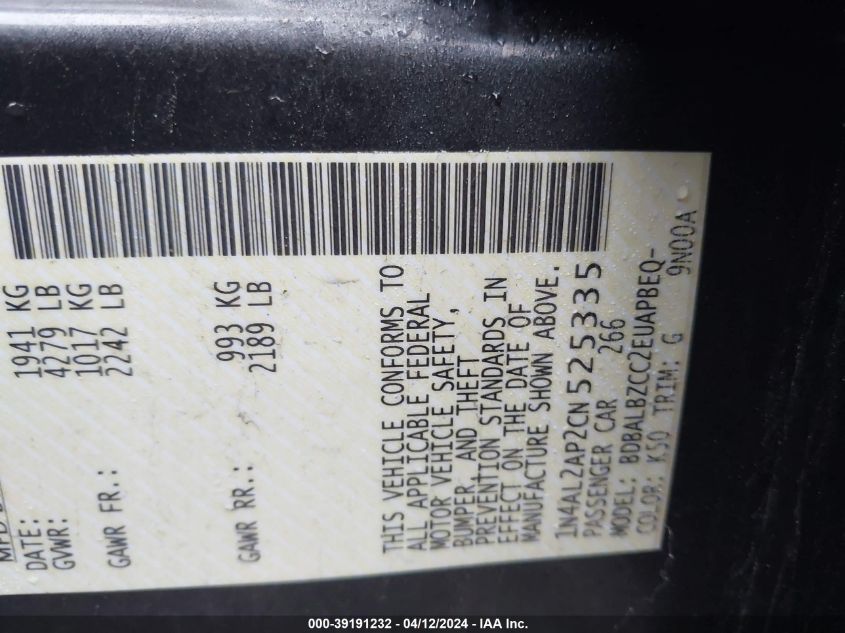 MFD B
DATE:
GVWR: 1941 KG
4279 LB
GAWR FR.: 1017 KG
2242 LB
GAWR RR.: 993 KG
2189 LB
THIS VEHICLE CONFORMS TO
ALL APPLICABLE FEDERAL
MOTOR VEHICLE SAFETY,
BUMPER, AND THEFT
PREVENTION STANDARDS IN
EFFECT ON THE DATE OF
MANUFACTURE SHOWN ABOVE.
1N4AL2AP2CN525335
PASSENGER CAR 266
MODEL: BDBALBZCC2EUAPBEQ-
COLOR: K50 TRIM: G 9N00A
000-39191232 - 04/12/2024 - IAA Inc.